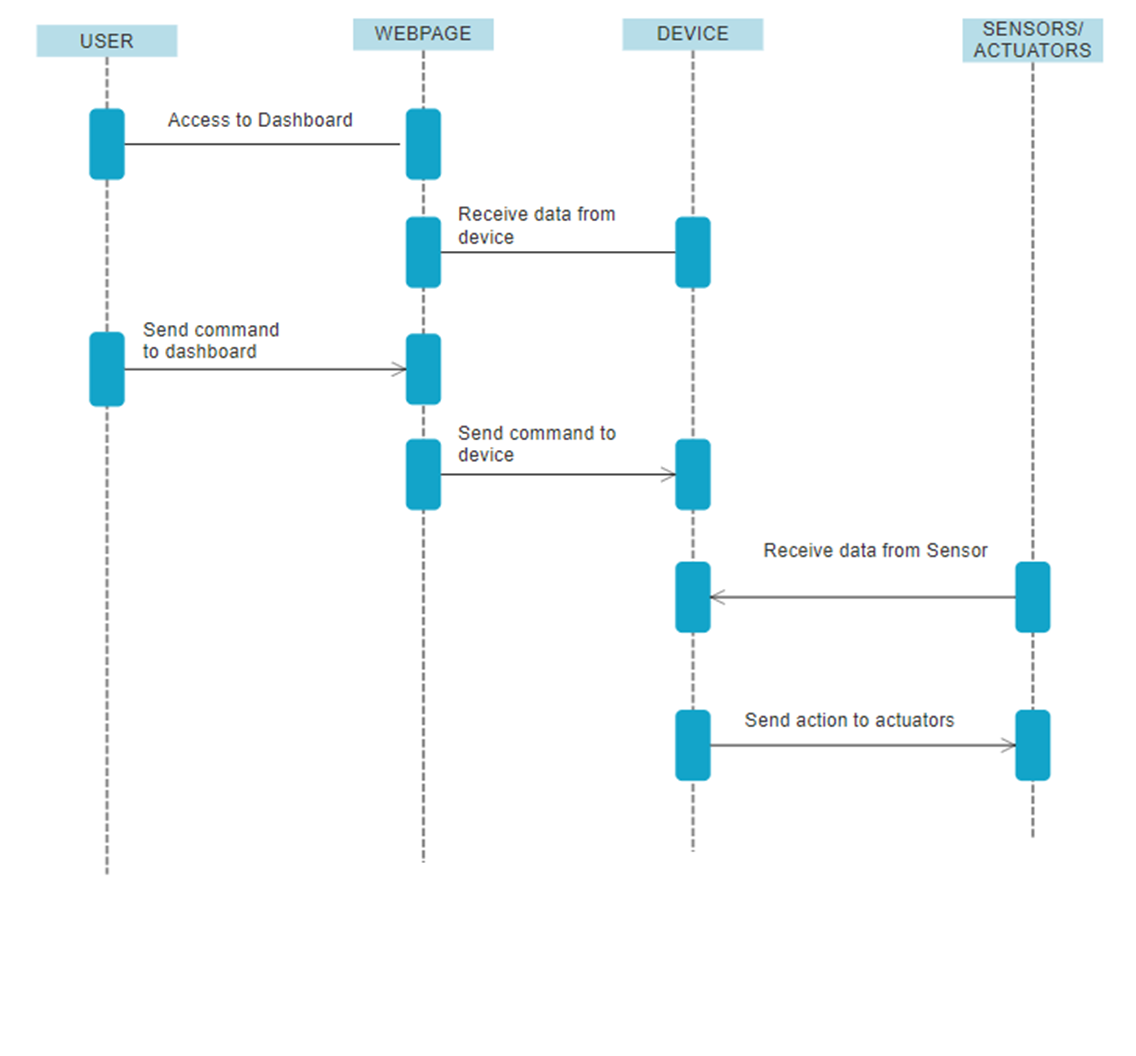 USER
WEBPAGE
DEVICE
SENSORS/
ACTUATORS
Access to Dashboard
Receive data from
device
Send command
to dashboard
Send command to
device
Receive data from Sensor
Send action to actuators